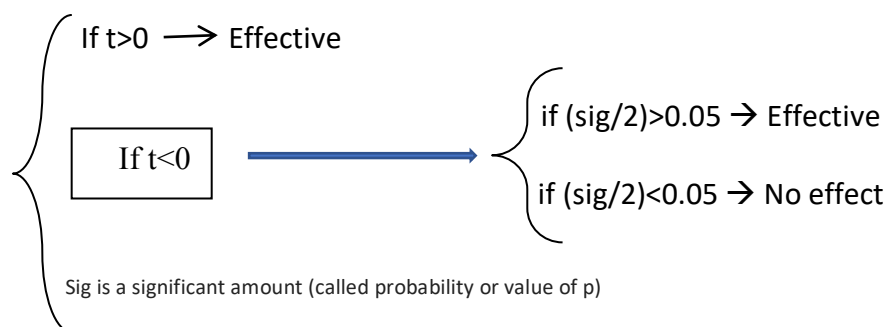 If t>0 → Effective
if (sig/2)>0.05 → Effective
If t<0
if (sig/2)<0.05 → No effect
Sig is a significant amount (called probability or value of p)